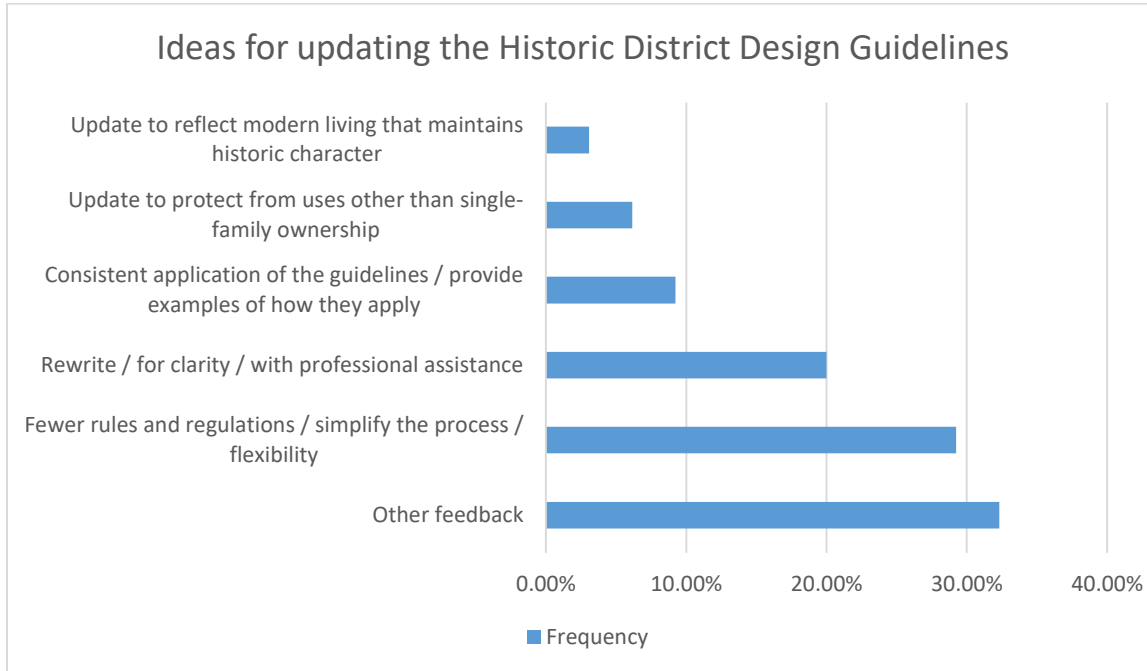 Ideas for updating the Historic District Design Guidelines
Update to reflect modern living that maintains
historic character
Update to protect from uses other than single-
family ownership
Consistent application of the guidelines / provide
examples of how they apply
Rewrite / for clarity / with professional assistance
Fewer rules and regulations / simplify the process /
flexibility
Other feedback
0.00% 10.00% 20.00% 30.00% 40.00%
Frequency